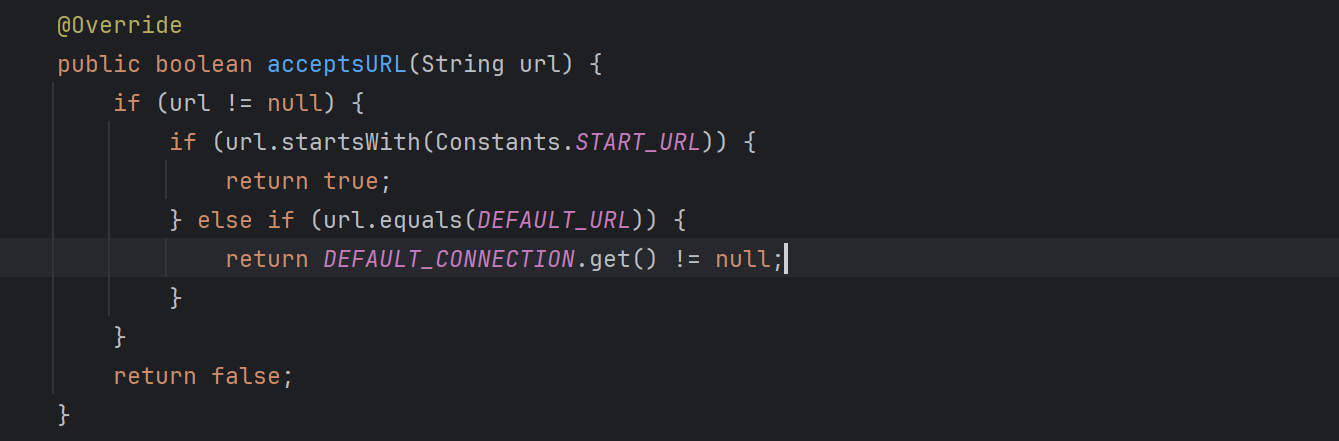 @Override
public boolean acceptsURL(String url) {
    if (url != null) {
        if (url.startsWith(Constants.START_URL)) {
            return true;
        } else if (url.equals(DEFAULT_URL)) {
            return DEFAULT_CONNECTION.get() != null;
        }
    }
    return false;
}